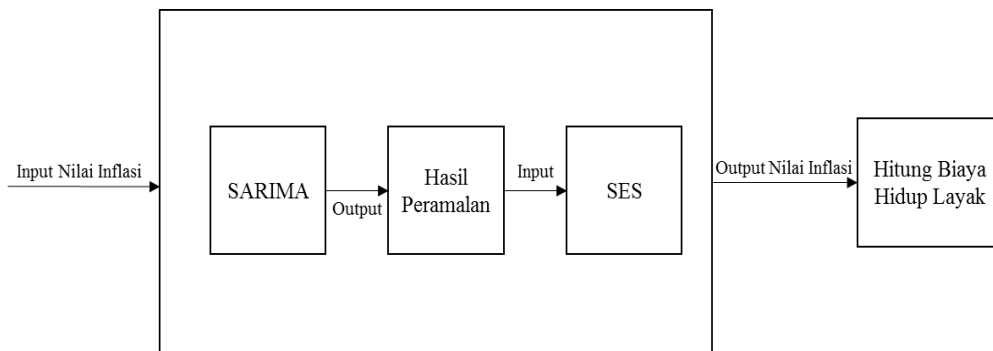 Input Nilai Inflasi
SARIMA
Output
Hasil
Peramalan
Input
SES
Output Nilai Inflasi
Hitung Biaya
Hidup Layak